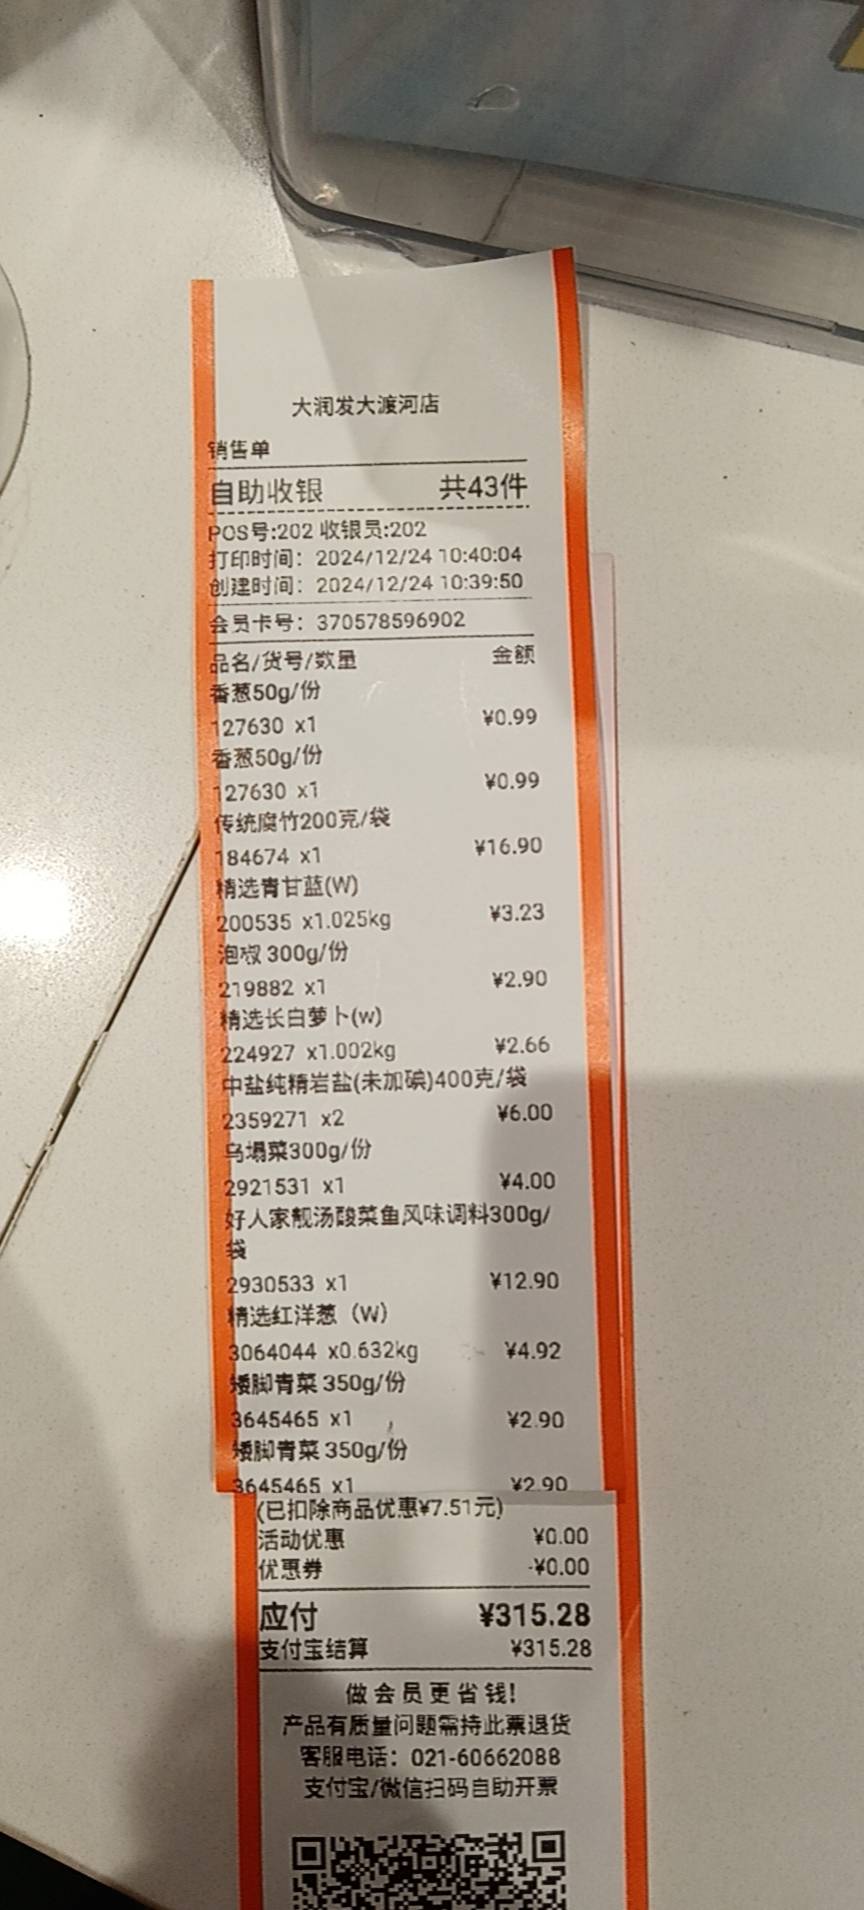 大润发大渡河店
销售单
自助收银 共43件
POS号:202 收银员:202
打印时间: 2024/12/24 10:40:04
创建时间: 2024/12/24 10:39:50
会员卡号: 370578596902
品名/货号/数量 金额
香葱50g/份
127630 x1 ¥0.99
香葱50g/份
127630 x1 ¥0.99
传统腐竹200克/袋
184674 x1 ¥16.90
精选青甘蓝(W)
200535 x1.025kg ¥3.23
泡椒 300g/份
219882 x1 ¥2.90
精选长白萝卜(w)
224927 x1.002kg ¥2.66
中盐纯精岩盐(未加碘)400克/袋
2359271 x2 ¥6.00
乌塌菜300g/份
2921531 x1 ¥4.00
好人家靓汤酸菜鱼风味调料300g/
袋
2930533 x1 ¥12.90
精选红洋葱（W）
3064044 x0.632kg ¥4.92
矮脚青菜 350g/份
3645465 x1 ¥2.90
矮脚青菜 350g/份
3645465 x1 ¥2.90
(已扣除商品优惠¥7.51元)
活动优惠 ¥0.00
优惠券 -¥0.00
应付 ¥315.28
支付宝结算 ¥315.28
做会员更省钱!
产品有质量问题需持此票退货
客服电话: 021-60662088
支付宝/微信扫码自助开票